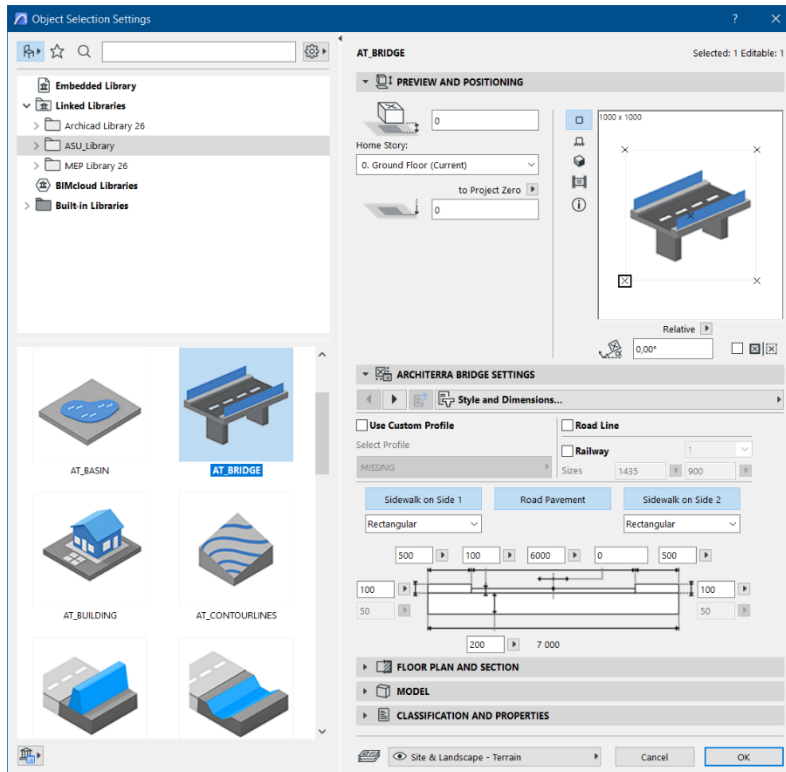 Object Selection Settings
?
Embedded Library
Linked Libraries
Archicad Library 26
ASU_Library
MEP Library 26
BIMcloud Libraries
Built-in Libraries
AT_BASIN
AT_BRIDGE
AT_BUILDING
AT_CONTOURLINES
AT_BRIDGE
Selected: 1 Editable: 1
PREVIEW AND POSITIONING
0
Home Story:
0. Ground Floor (Current)
to Project Zero
0
1000 x 1000
Relative
0,00°
ARCHITERRA BRIDGE SETTINGS
Style and Dimensions...
Use Custom Profile
Road Line
Select Profile
MISSING
Railway
1
Sizes
1435
900
Sidewalk on Side 1
Road Pavement
Sidewalk on Side 2
Rectangular
Rectangular
500
100
6000
0
500
100
100
50
50
200
7 000
FLOOR PLAN AND SECTION
MODEL
CLASSIFICATION AND PROPERTIES
Site & Landscape - Terrain
Cancel
OK